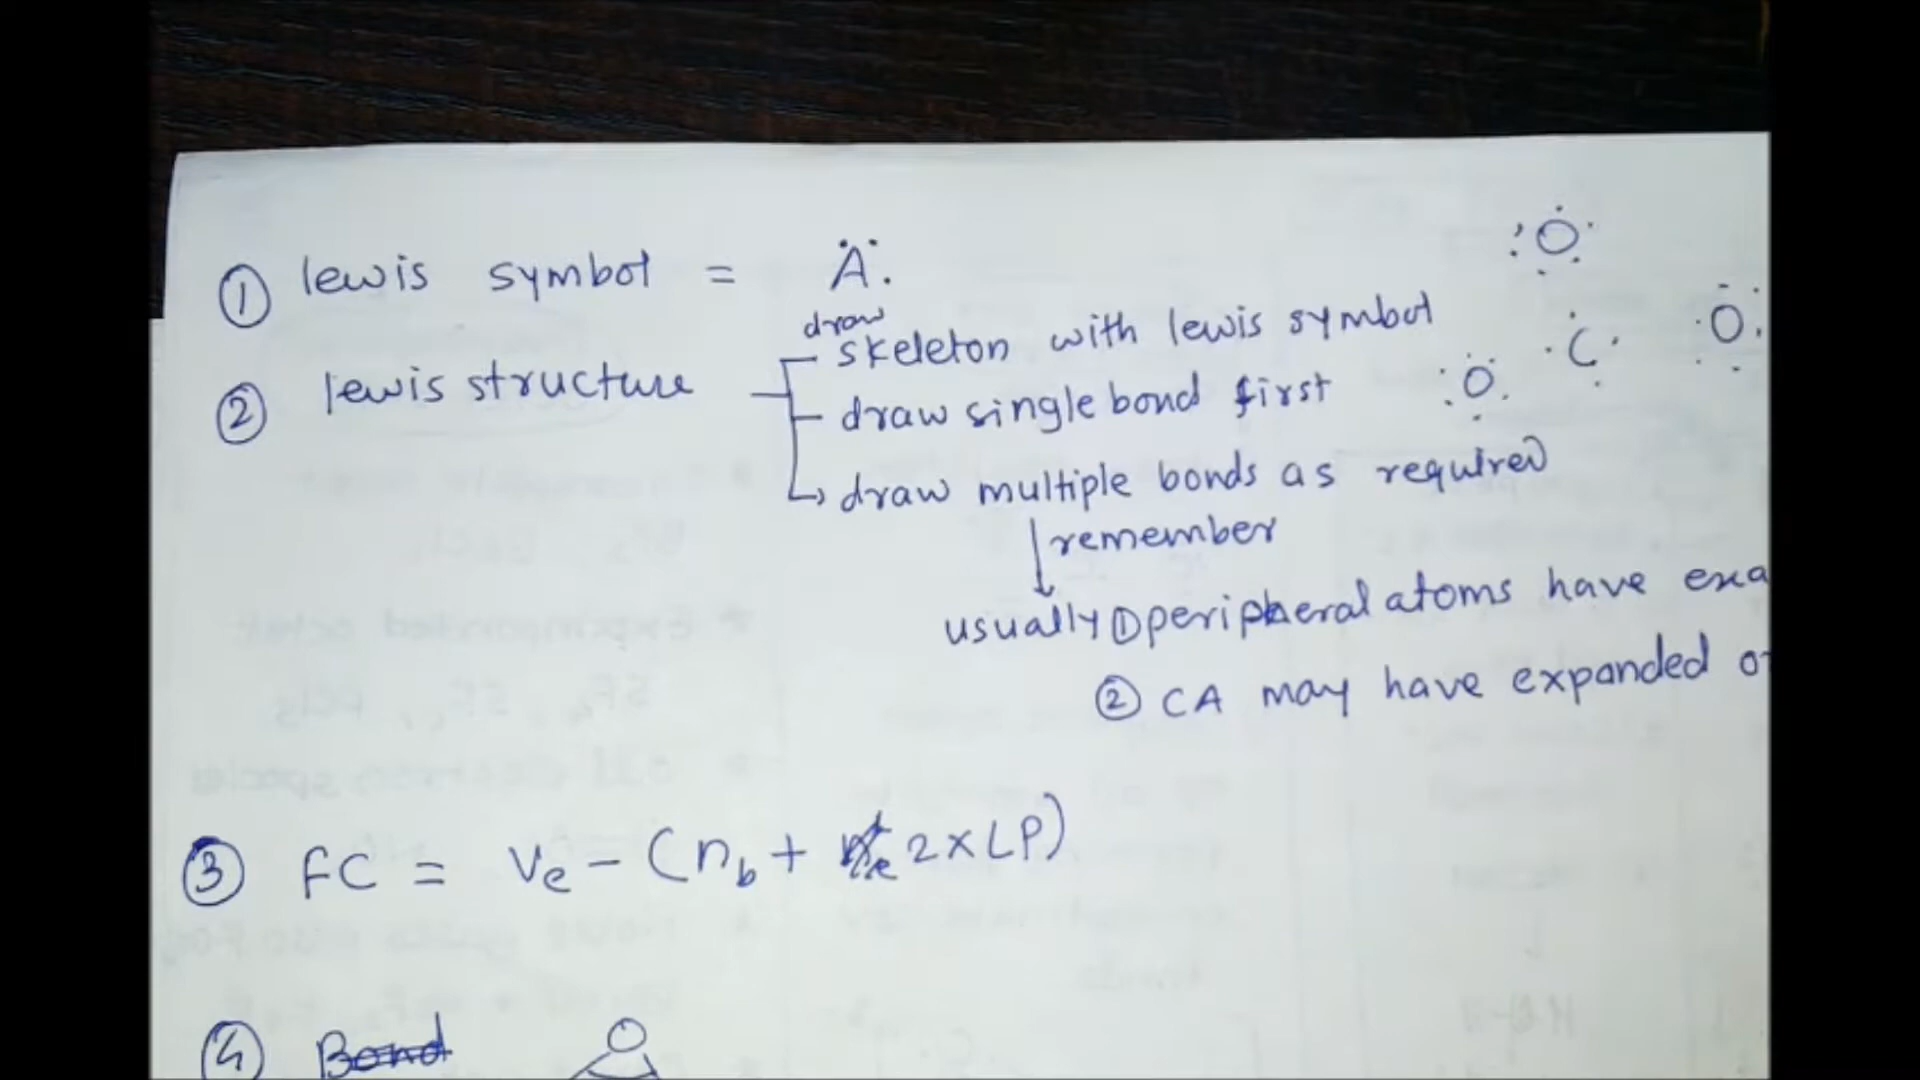 ① lewis symbol = A
draw
② lewis structure
skeleton with lewis symbol
draw single bond first
draw multiple bonds as required
remember
usually ① peripheral atoms have exa
② CA may have expanded o
③ FC = Ve - (nb + 2xLP)
④ Bond
O
O C O